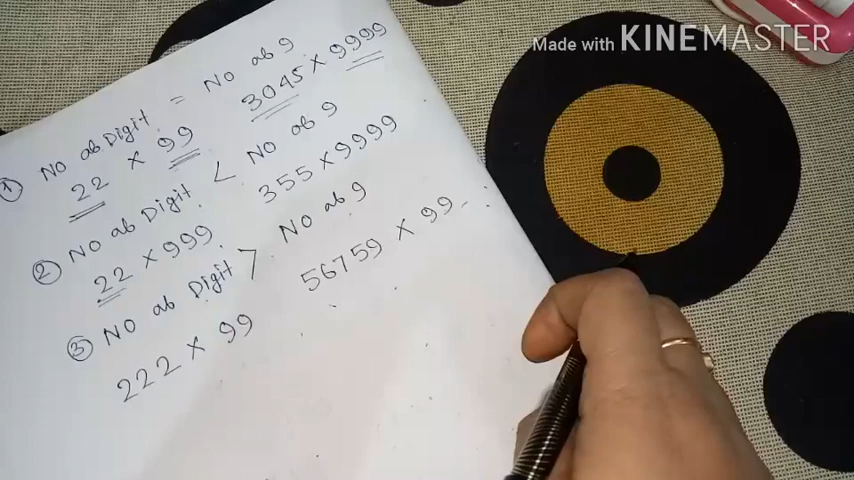 Made with KINEMASTER
① No ab Digit = No ab 9
22 × 99 3045 × 9999
② No ab Digit < No ab 9
22 × 999 355 × 9999
③ No ab Digit > No ab 9
222 × 99 56759 × 99